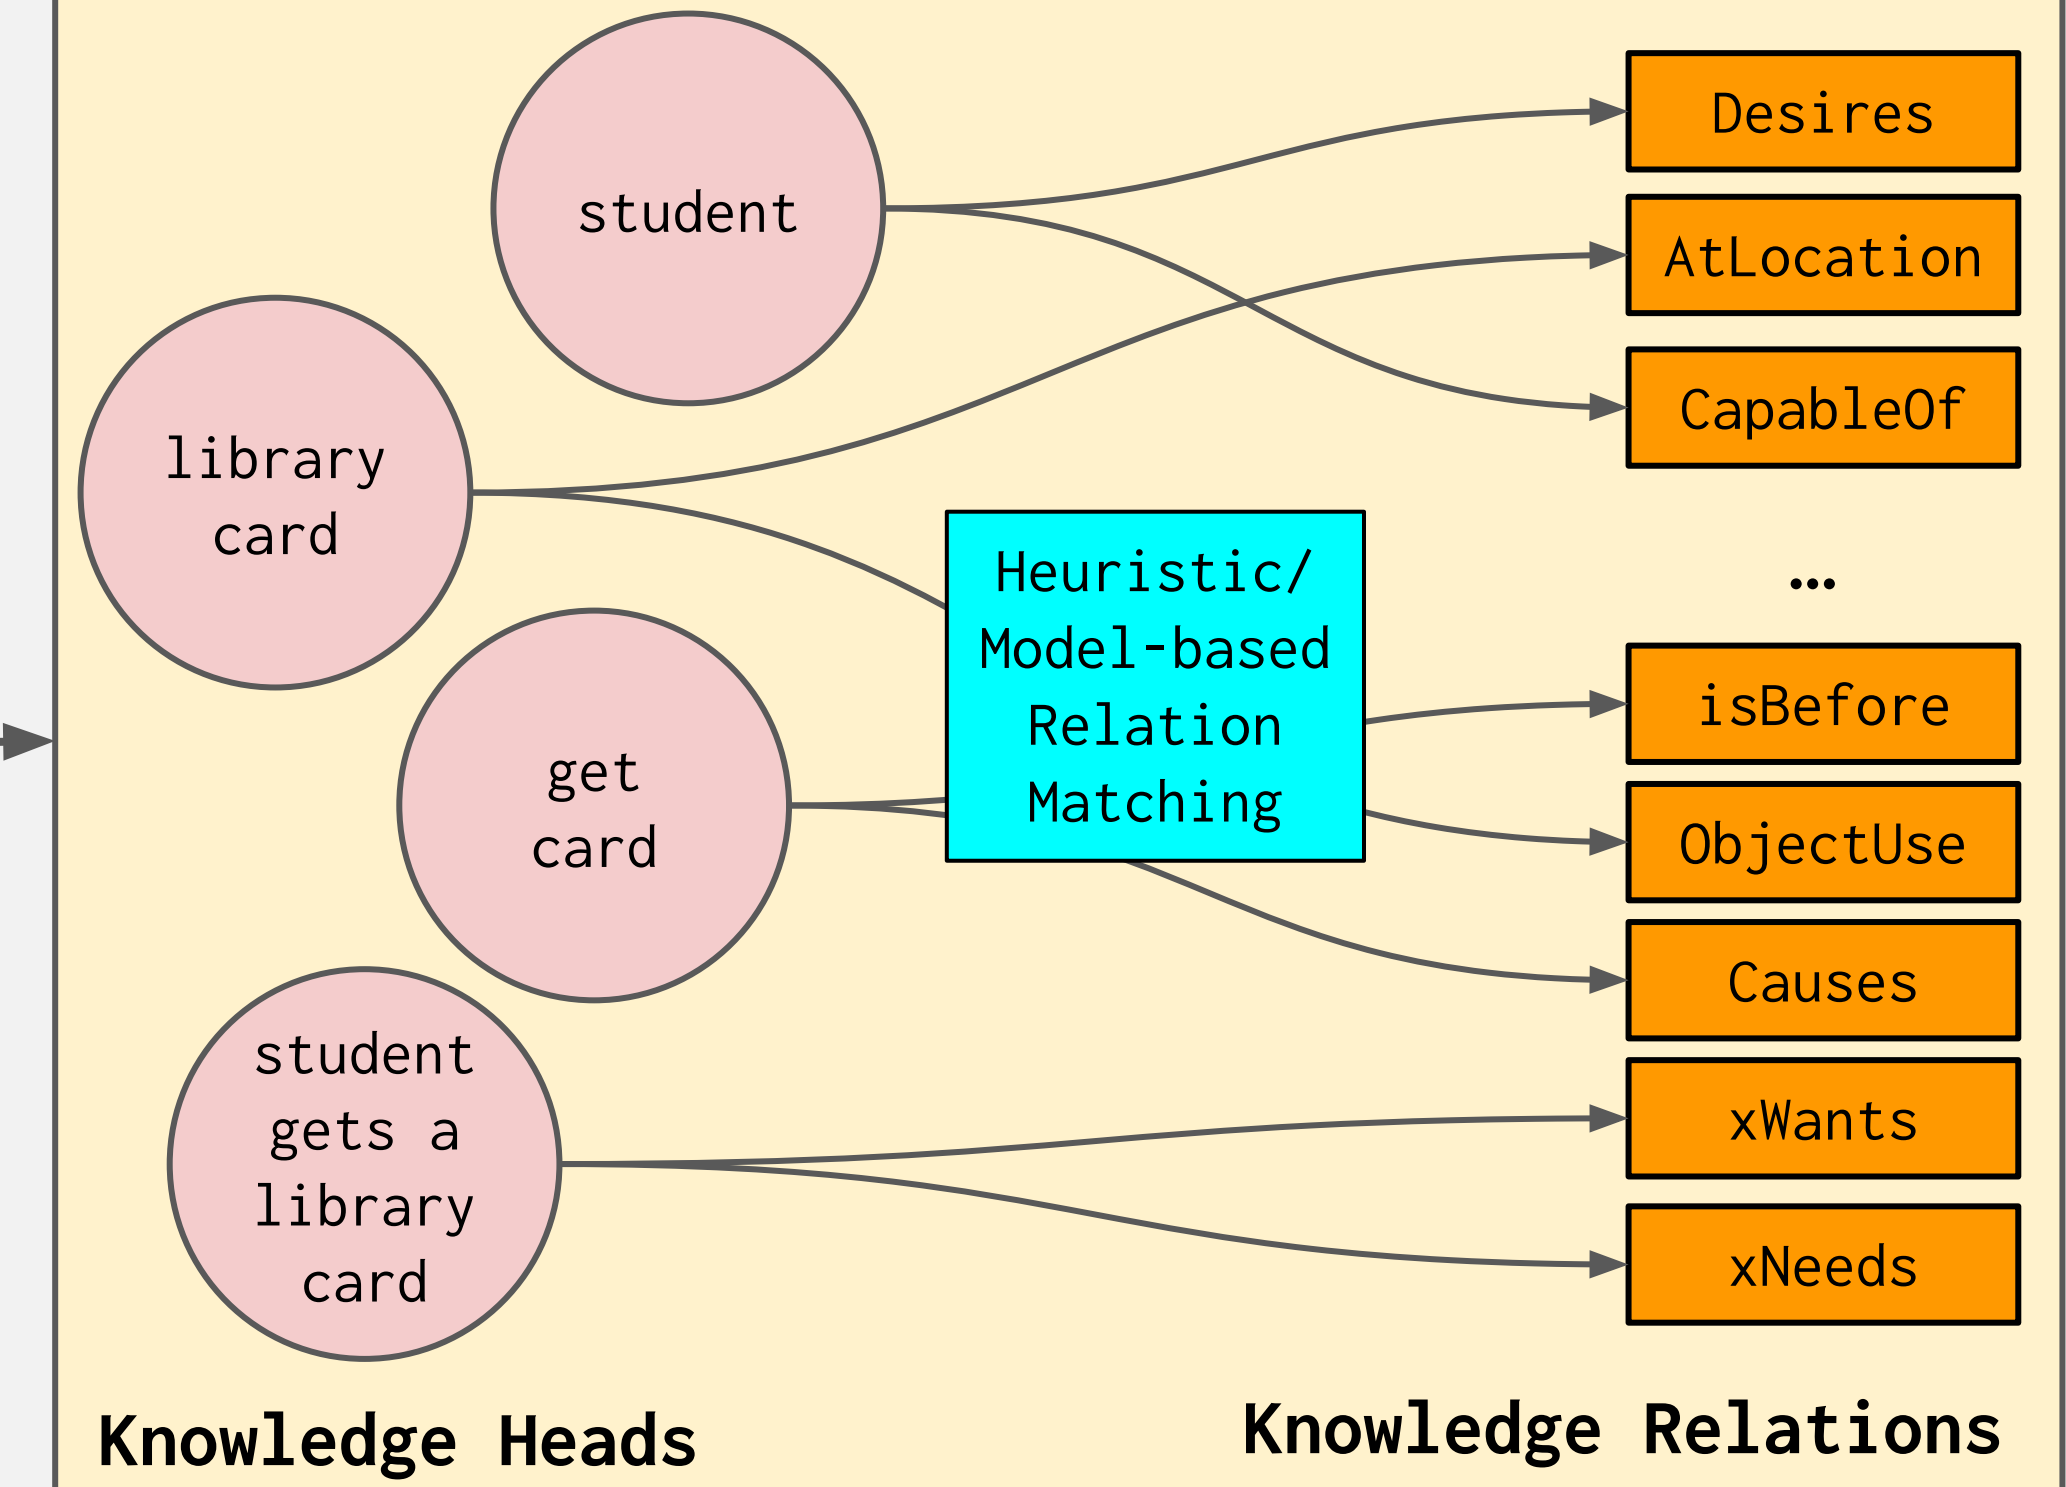 student
library
card
get
card
student
gets a
library
card
Knowledge Heads
Heuristic/
Model-based
Relation
Matching
Desires
AtLocation
CapableOf
…
isBefore
ObjectUse
Causes
xWants
xNeeds
Knowledge Relations